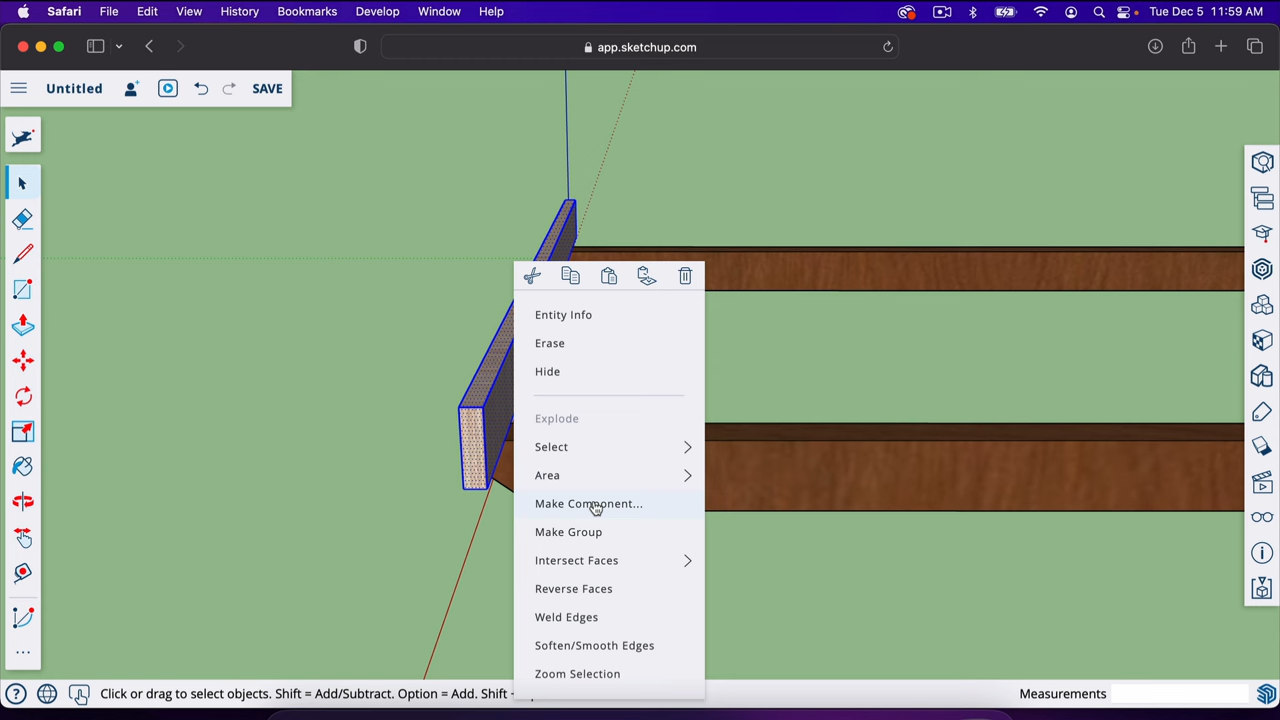 Safari File Edit View History Bookmarks Develop Window Help Tue Dec 5 11:59 AM
app.sketchup.com
Untitled SAVE
Entity Info
Erase
Hide
Explode
Select
Area
Make Component...
Make Group
Intersect Faces
Reverse Faces
Weld Edges
Soften/Smooth Edges
Zoom Selection
Click or drag to select objects. Shift = Add/Subtract. Option = Add. Shift Measurements